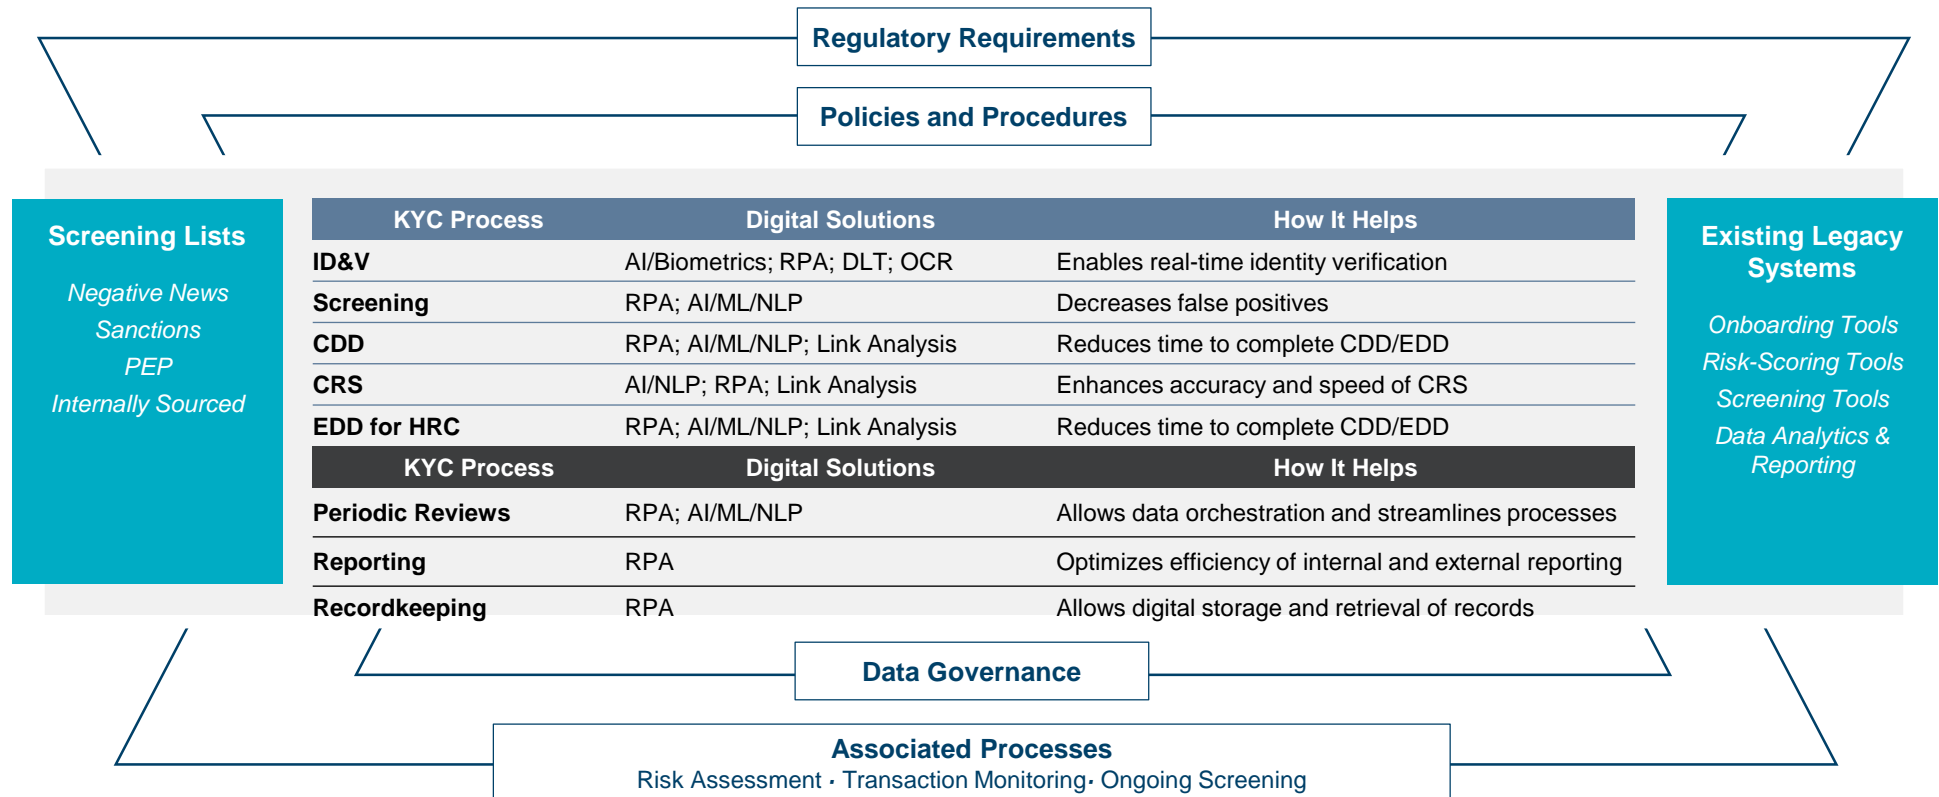 Regulatory Requirements
Policies and Procedures
Screening Lists
Negative News
Sanctions
PEP
Internally Sourced
KYC Process Digital Solutions How It Helps
ID&V AI/Biometrics; RPA; DLT; OCR Enables real-time identity verification
Screening RPA; AI/ML/NLP Decreases false positives
CDD RPA; AI/ML/NLP; Link Analysis Reduces time to complete CDD/EDD
CRS AI/NLP; RPA; Link Analysis Enhances accuracy and speed of CRS
EDD for HRC RPA; AI/ML/NLP; Link Analysis Reduces time to complete CDD/EDD
KYC Process Digital Solutions How It Helps
Periodic Reviews RPA; AI/ML/NLP Allows data orchestration and streamlines processes
Reporting RPA Optimizes efficiency of internal and external reporting
Recordkeeping RPA Allows digital storage and retrieval of records
Existing Legacy
Systems
Onboarding Tools
Risk-Scoring Tools
Screening Tools
Data Analytics &
Reporting
Data Governance
Associated Processes
Risk Assessment · Transaction Monitoring· Ongoing Screening